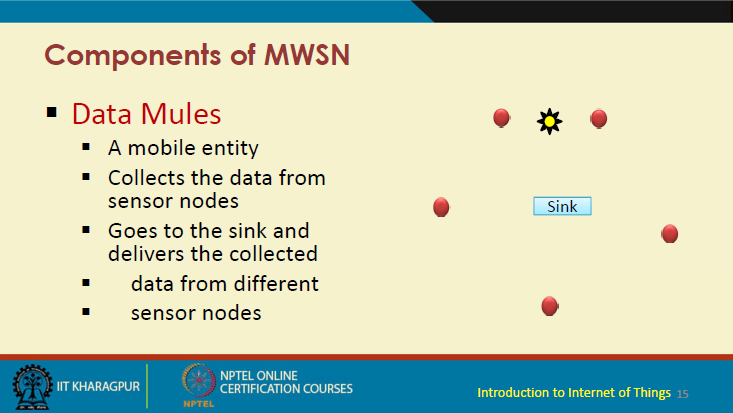 Components of MWSN
▪ Data Mules
▪ A mobile entity
▪ Collects the data from
sensor nodes
▪ Goes to the sink and
delivers the collected
▪ data from different
▪ sensor nodes
Sink
IIT KHARAGPUR
NPTEL
NPTEL ONLINE
CERTIFICATION COURSES
Introduction to Internet of Things 15